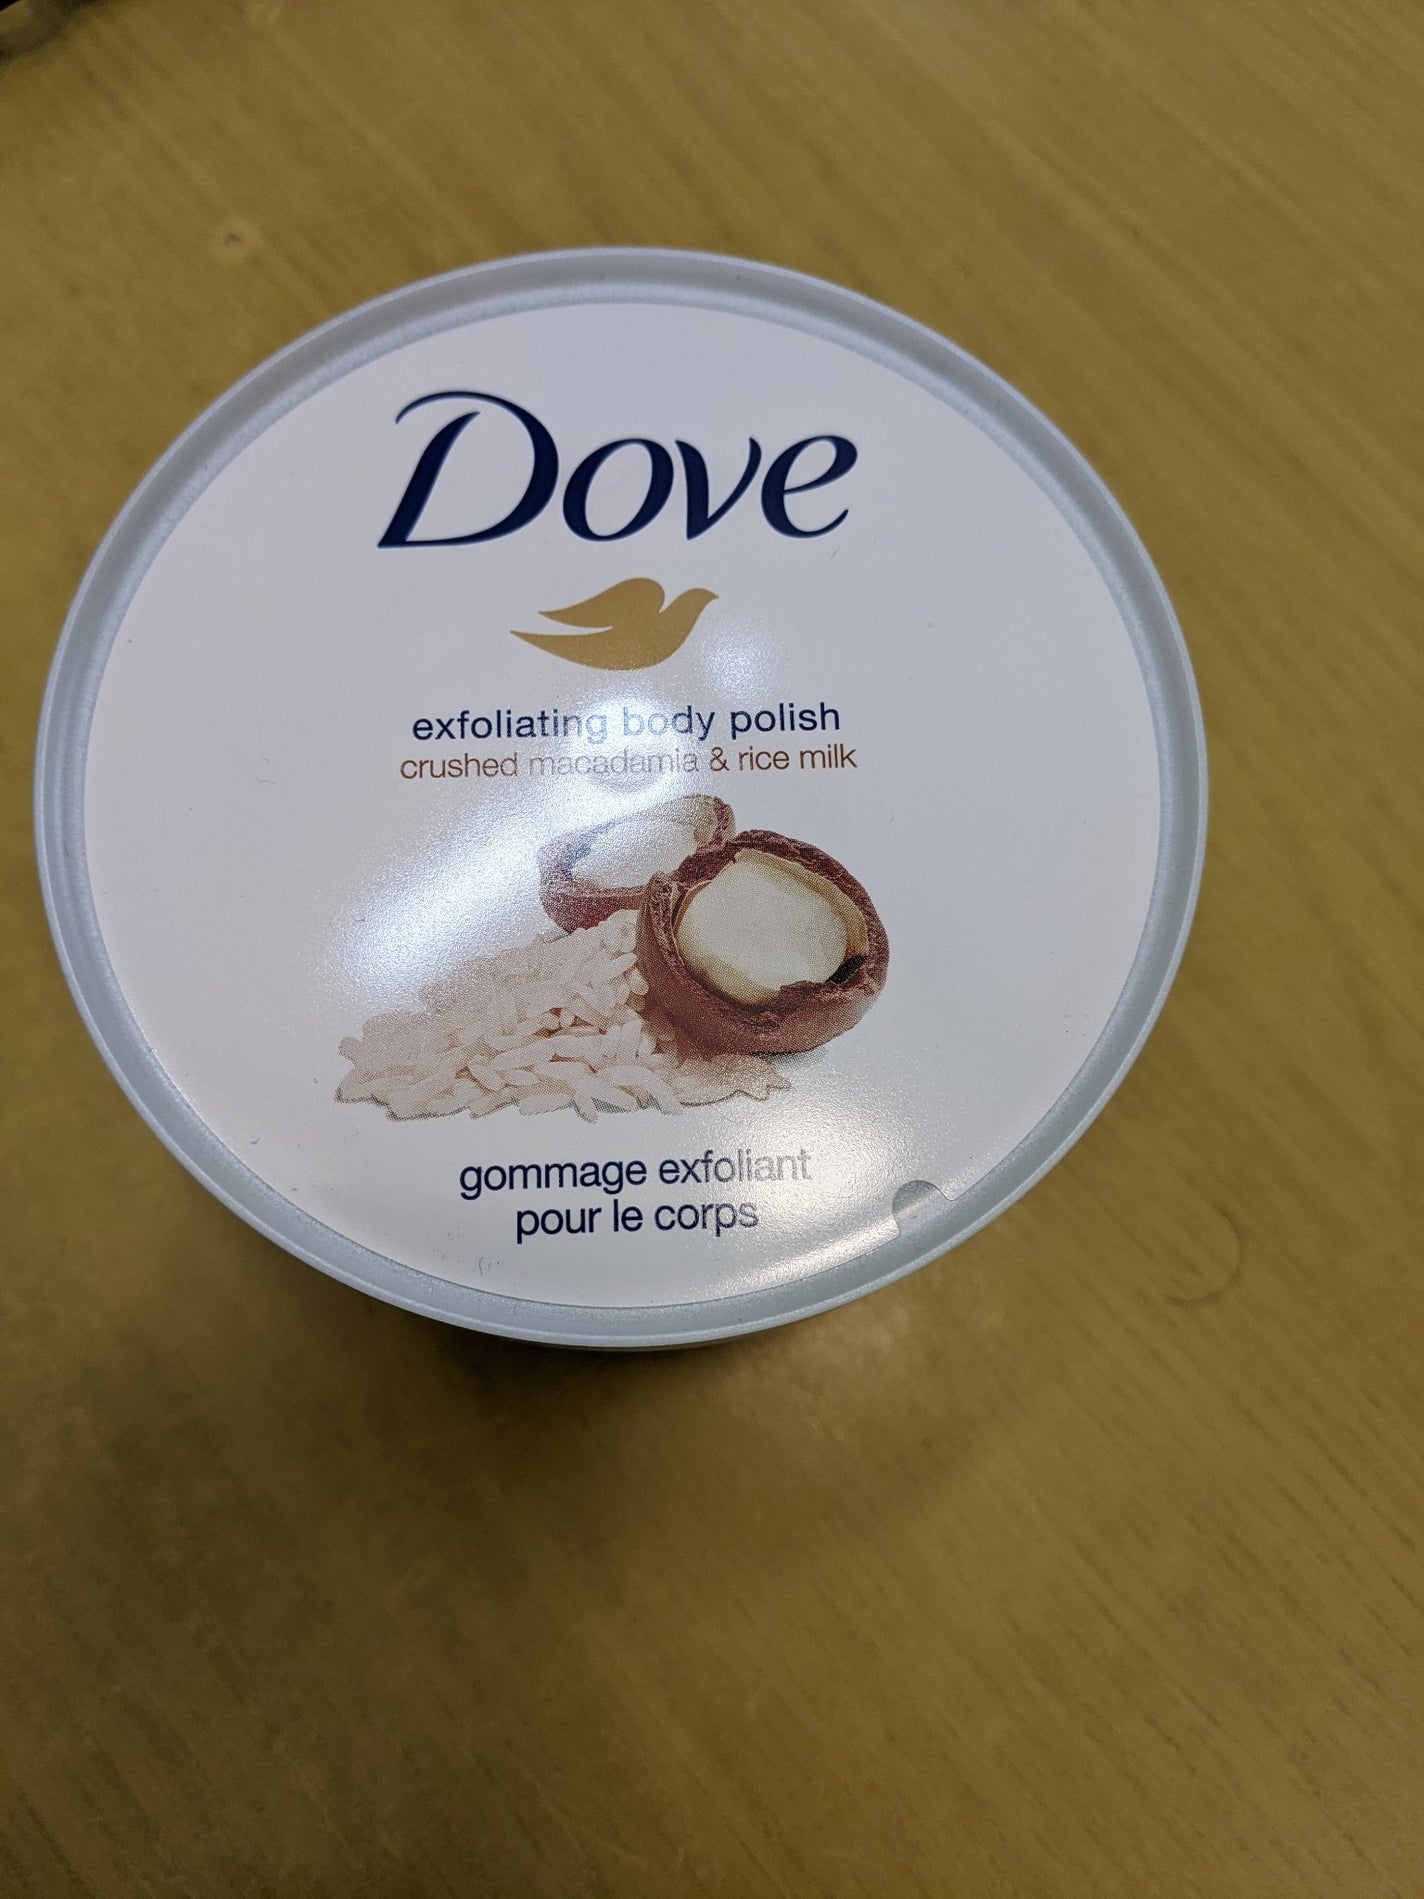 Dove
exfoliating body polish
crushed macadamia & rice milk
gommage exfoliant
pour le corps